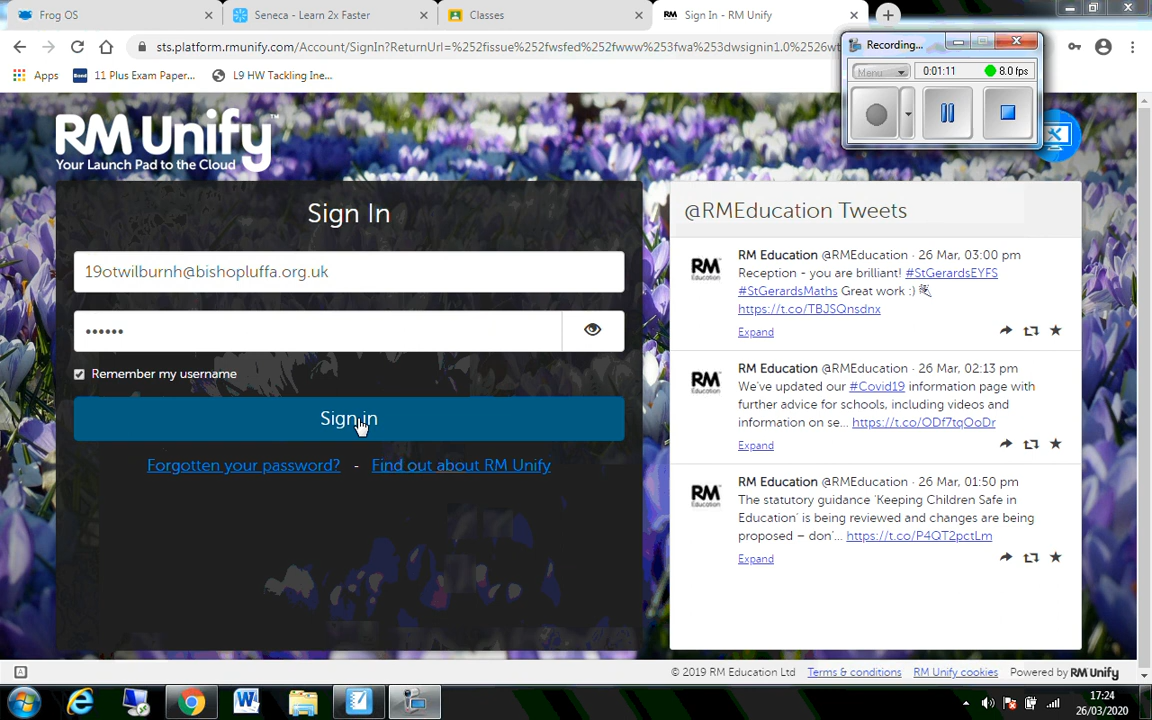 Frog OS
Seneca - Learn 2x Faster
Classes
Sign In - RM Unify
sts.platform.rmunify.com/Account/SignIn?ReturnUrl=%252fissue%252fwsfed%252fwww%253fwa%253dwsignin1.0%2526wt
Recording...
Menu
0:01:11
8.0 fps
Apps
11 Plus Exam Paper...
L9 HW Tackling Ine...
RM Unify™
Your Launch Pad to the Cloud
Sign In
19otwilburnh@bishopluffa.org.uk
Remember my username
Sign in
Forgotten your password? - Find out about RM Unify
@RMEducation Tweets
RM Education
RM Education @RMEducation · 26 Mar, 03:00 pm
Reception - you are brilliant! #StGerardsEYFS
#StGerardsMaths Great work :)
https://t.co/TBJSQnsdnx
Expand
RM Education
RM Education @RMEducation · 26 Mar, 02:13 pm
We've updated our #Covid19 information page with
further advice for schools, including videos and
information on se... https://t.co/ODf7tqOoDr
Expand
RM Education
RM Education @RMEducation · 26 Mar, 01:50 pm
The statutory guidance 'Keeping Children Safe in
Education' is being reviewed and changes are being
proposed – don'... https://t.co/P4QT2pctLm
Expand
A
© 2019 RM Education Ltd Terms & conditions RM Unify cookies Powered by RM Unify
17:24
26/03/2020